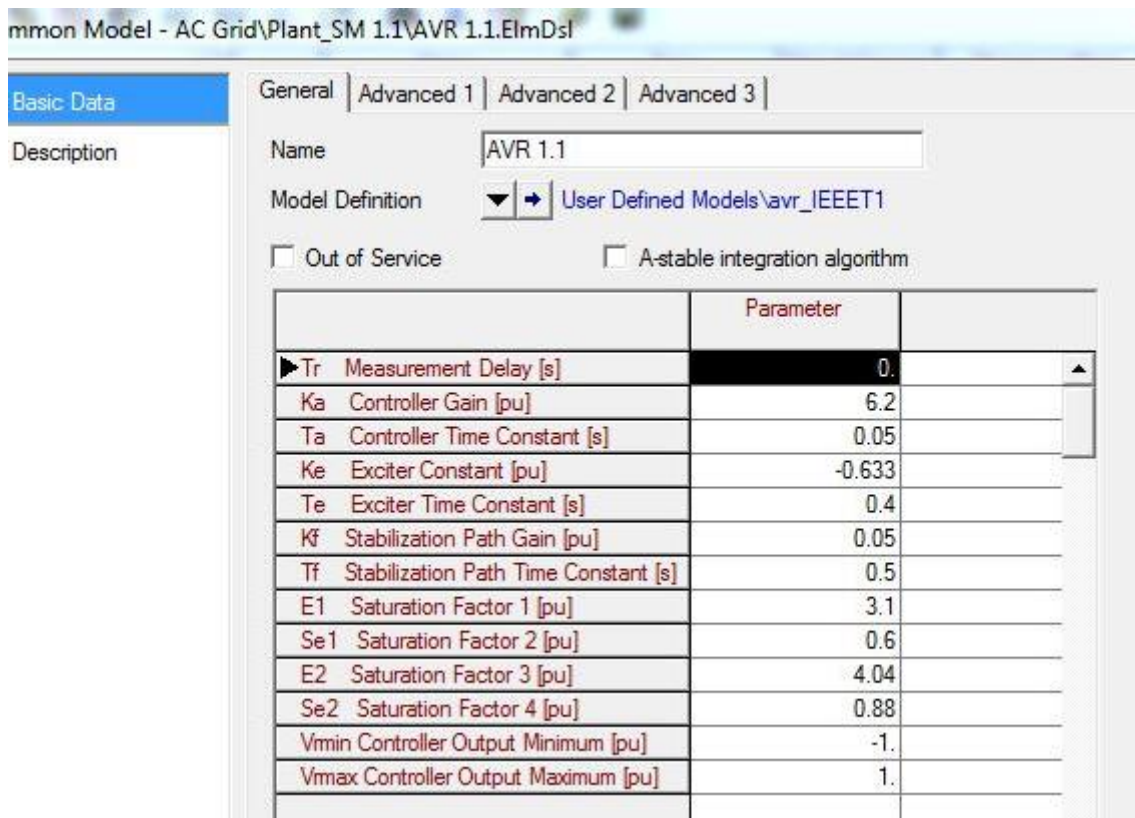 mmon Model - AC Grid\Plant_SM 1.1\AVR 1.1.ElmDsl
Basic Data
Description
General Advanced 1 Advanced 2 Advanced 3
Name AVR 1.1
Model Definition User Defined Models\avr_IEEET1
Out of Service A-stable integration algorithm
Parameter
Tr Measurement Delay [s] 0.
Ka Controller Gain [pu] 6.2
Ta Controller Time Constant [s] 0.05
Ke Exciter Constant [pu] -0.633
Te Exciter Time Constant [s] 0.4
Kf Stabilization Path Gain [pu] 0.05
Tf Stabilization Path Time Constant [s] 0.5
E1 Saturation Factor 1 [pu] 3.1
Se1 Saturation Factor 2 [pu] 0.6
E2 Saturation Factor 3 [pu] 4.04
Se2 Saturation Factor 4 [pu] 0.88
Vrmin Controller Output Minimum [pu] -1.
Vrmax Controller Output Maximum [pu] 1.